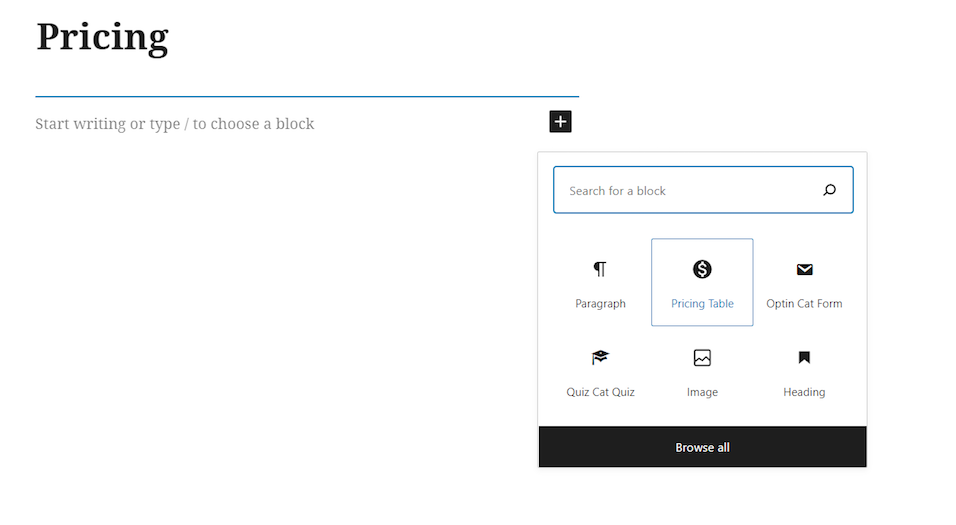 Pricing
Start writing or type / to choose a block
Search for a block
Paragraph
Pricing Table
Optin Cat Form
Quiz Cat Quiz
Image
Heading
Browse all